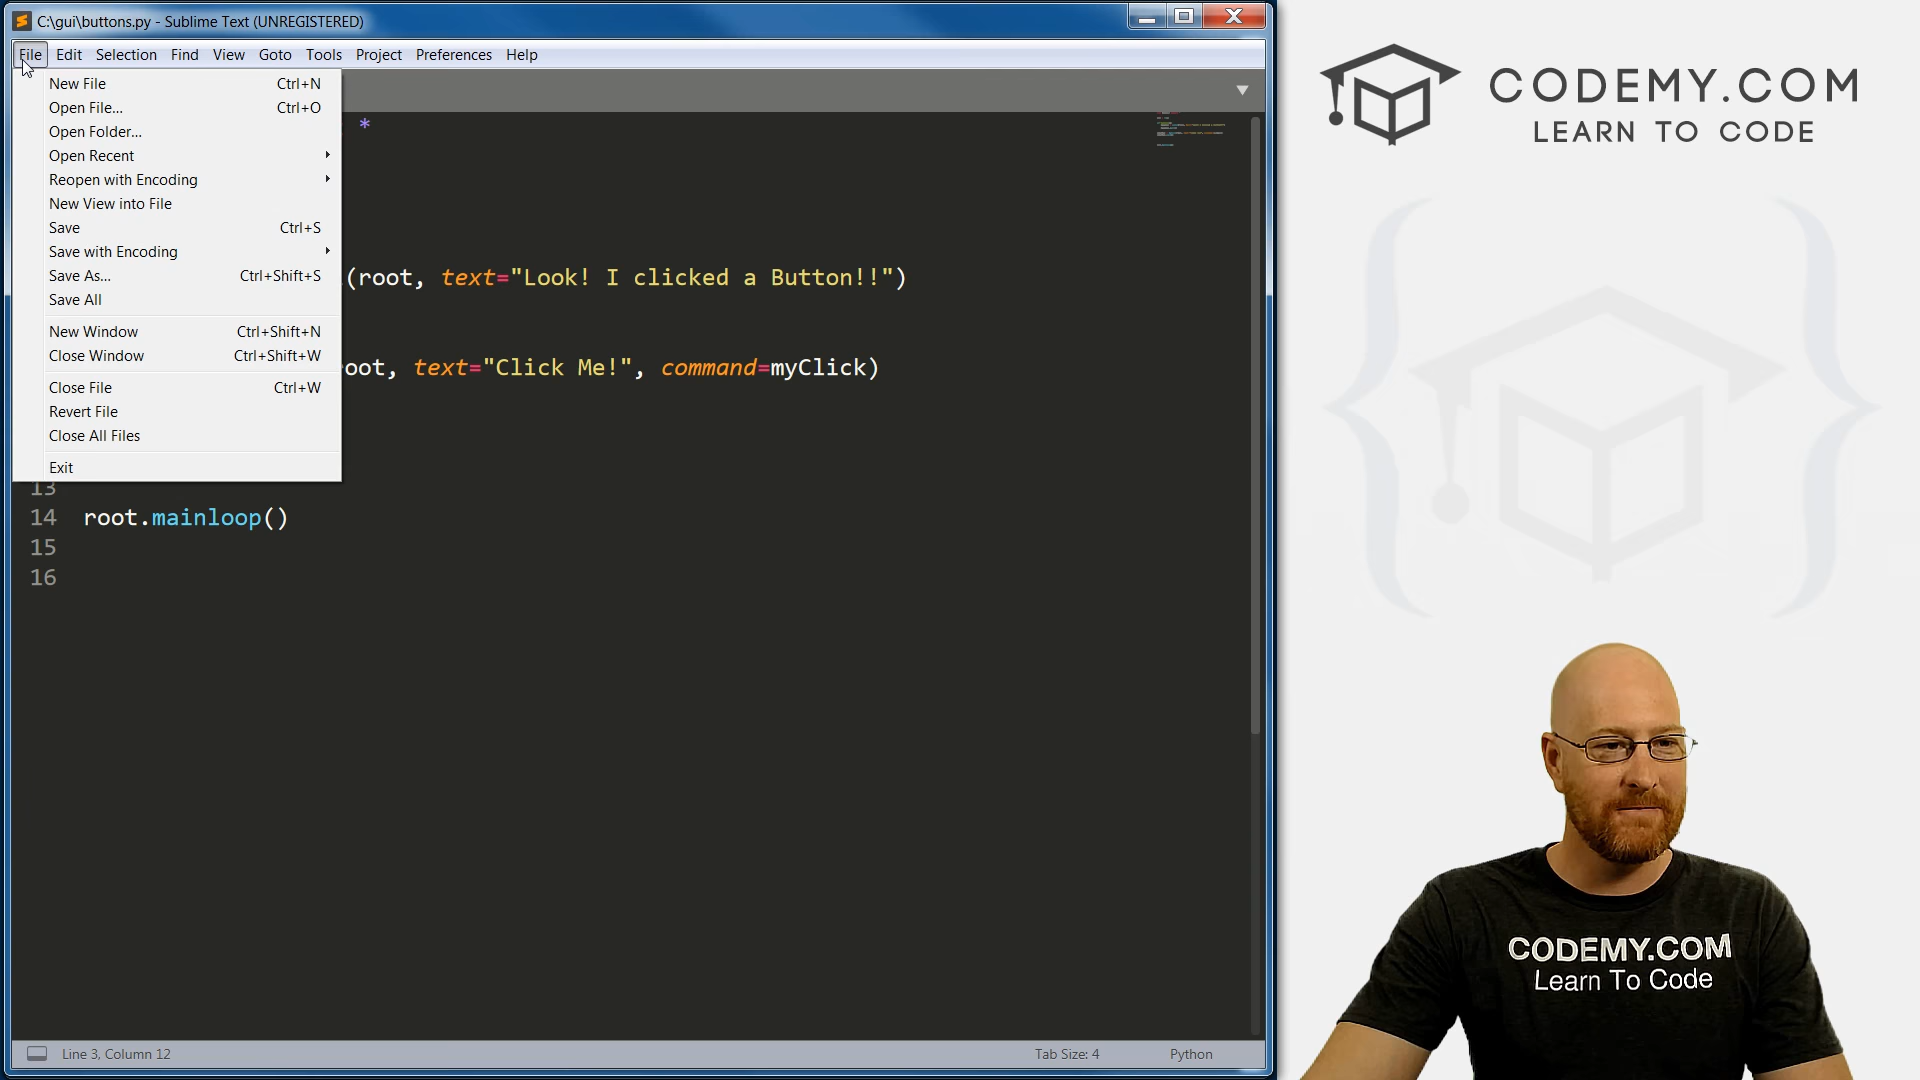 C:\gui\buttons.py - Sublime Text (UNREGISTERED)
File Edit Selection Find View Goto Tools Project Preferences Help
New File Ctrl+N
Open File... Ctrl+O
Open Folder...
Open Recent
Reopen with Encoding
New View into File
Save Ctrl+S
Save with Encoding
Save As... Ctrl+Shift+S
Save All
New Window Ctrl+Shift+N
Close Window Ctrl+Shift+W
Close File Ctrl+W
Revert File
Close All Files
Exit
*
(root, text="Look! I clicked a Button!!")
oot, text="Click Me!", command=myClick)
13
14 root.mainloop()
15
16
Line 3, Column 12
Tab Size: 4
Python
CODEMY.COM
LEARN TO CODE
CODEMY.COM
Learn To Code